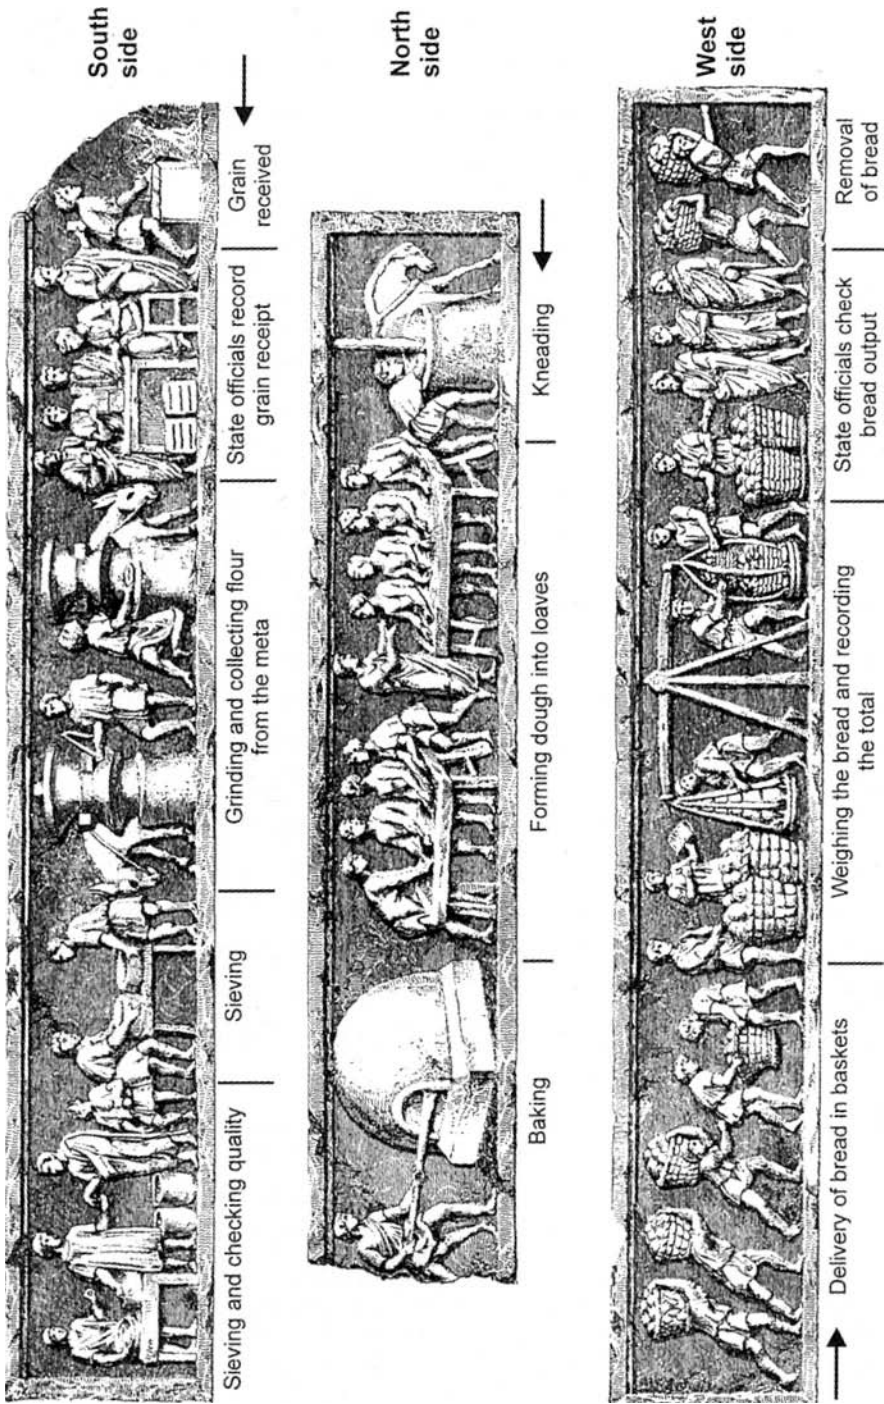 South
side
Sieving and checking quality
Sieving
Grinding and collecting flour
from the meta
State officials record
grain receipt
Grain
received
North
side
Baking
Forming dough into loaves
Kneading
West
side
Delivery of bread in baskets
Weighing the bread and recording
the total
State officials check
bread output
Removal
of bread